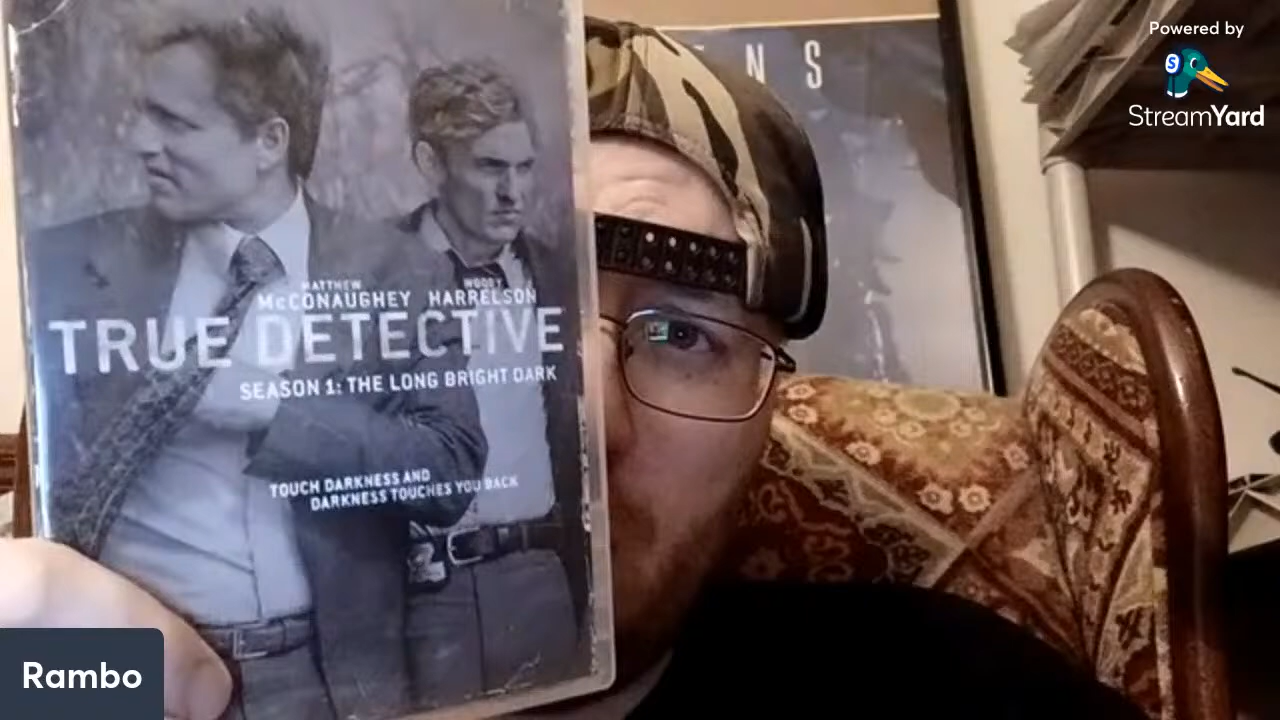 MATTHEW WOODY
McCONAUGHEY HARRELSON
TRUE DETECTIVE
SEASON 1: THE LONG BRIGHT DARK
TOUCH DARKNESS AND
DARKNESS TOUCHES YOU BACK
NS
Powered by
S
StreamYard
Rambo